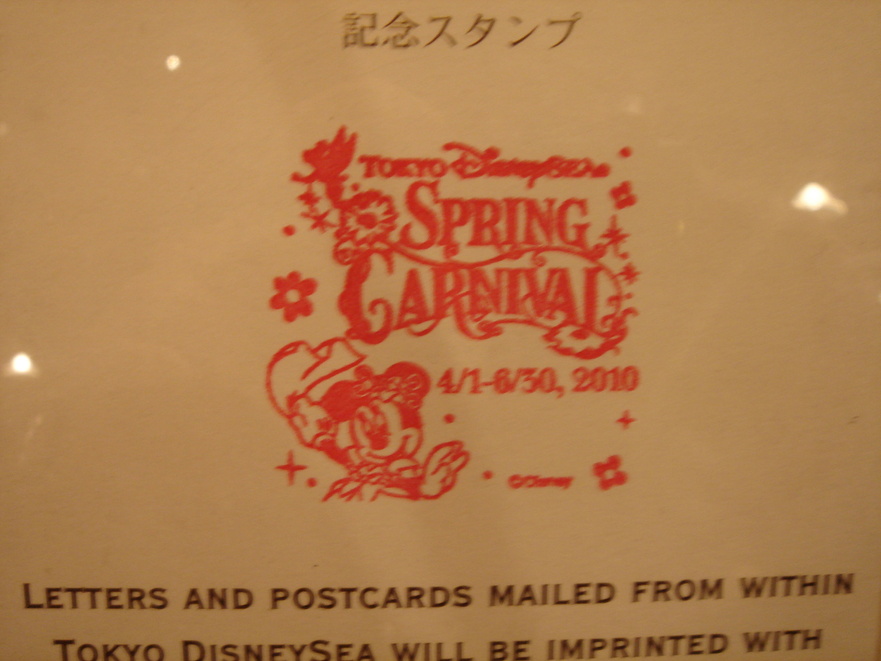 記念スタンプ
TOKYO DISNEYSEA
SPRING
CARNIVAL
4/1-6/30, 2010
©Disney
LETTERS AND POSTCARDS MAILED FROM WITHIN
TOKYO DISNEYSEA WILL BE IMPRINTED WITH